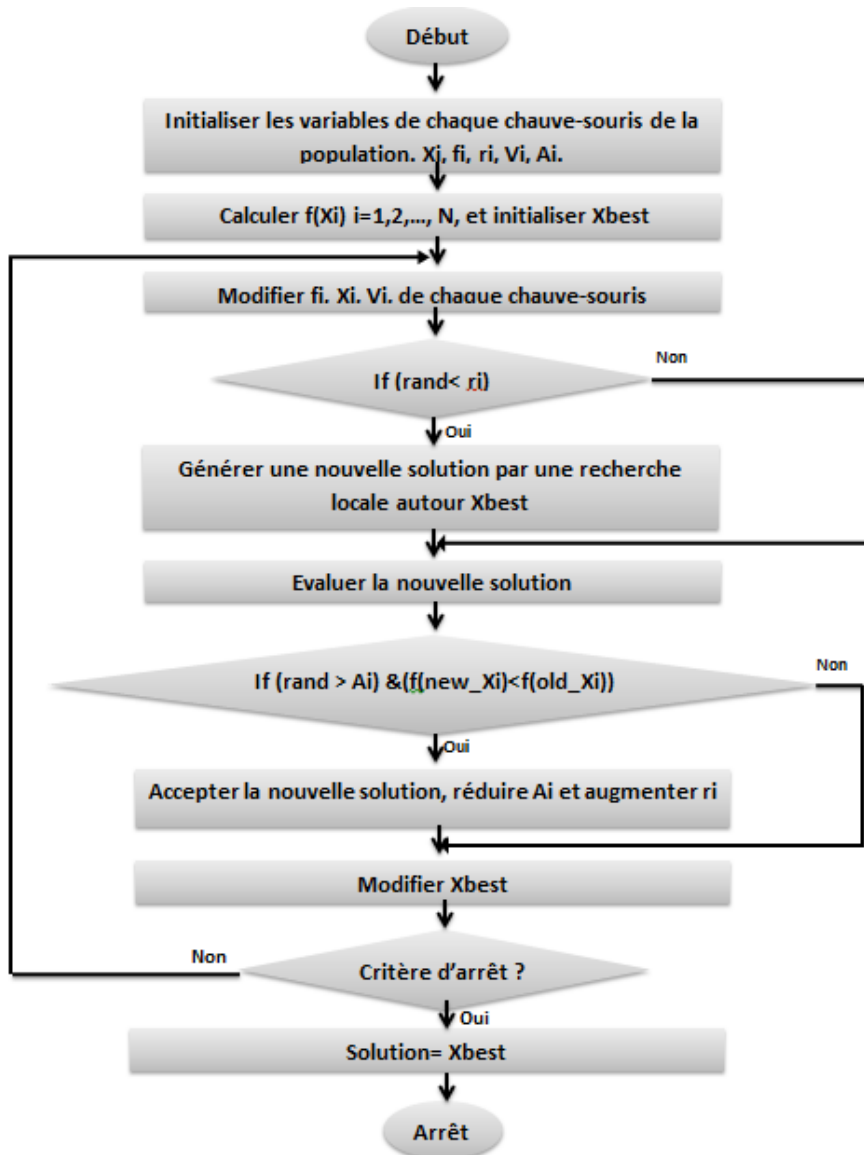 Début
Initialiser les variables de chaque chauve-souris de la
population. Xi, fi, ri, Vi, Ai.
Calculer f(Xi) i=1,2,…, N, et initialiser Xbest
Modifier fi. Xi. Vi. de chaque chauve-souris
If (rand< ri)
Non
Oui
Générer une nouvelle solution par une recherche
locale autour Xbest
Evaluer la nouvelle solution
If (rand > Ai) &(f(new_Xi)<f(old_Xi))
Non
Oui
Accepter la nouvelle solution, réduire Ai et augmenter ri
Modifier Xbest
Non
Critère d’arrêt ?
Oui
Solution= Xbest
Arrêt